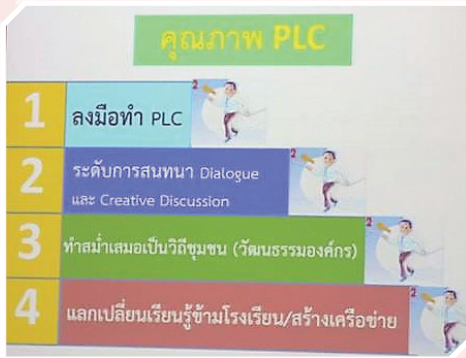 คุณภาพ PLC
1
ลงมือทำ PLC
2
2
ระดับการสนทนา Dialogue
และ Creative Discussion
2
3
ทำสม่ำเสมอเป็นวิถีชุมชน (วัฒนธรรมองค์กร)
2
4
แลกเปลี่ยนเรียนรู้ข้ามโรงเรียน/สร้างเครือข่าย
2